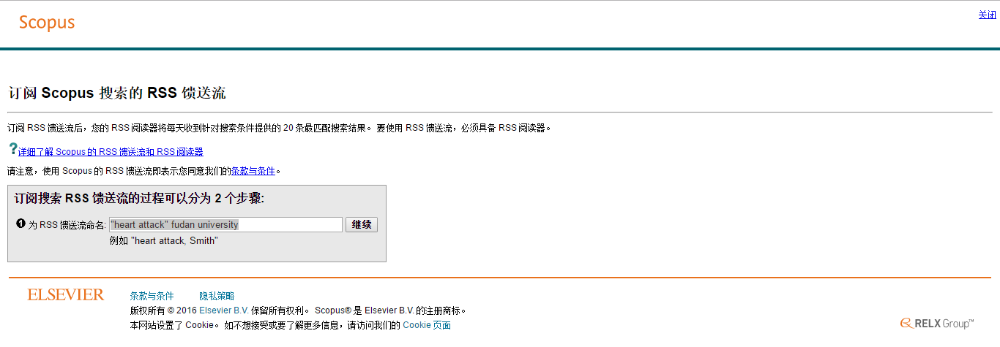 Scopus
关闭
订阅 Scopus 搜索的 RSS 馈送流
订阅 RSS 馈送流后，您的 RSS 阅读器将每天收到针对搜索条件提供的 20 条最匹配搜索结果。 要使用 RSS 馈送流，必须具备 RSS 阅读器。
?详细了解 Scopus 的 RSS 馈送流和 RSS 阅读器
请注意，使用 Scopus 的 RSS 馈送流即表示您同意我们的条款与条件。
订阅搜索 RSS 馈送流的过程可以分为 2 个步骤:
❶ 为 RSS 馈送流命名: "heart attack" fudan university 继续
例如 "heart attack, Smith"
ELSEVIER
条款与条件 隐私策略
版权所有 © 2016 Elsevier B.V. 保留所有权利。 Scopus® 是 Elsevier B.V. 的注册商标。
本网站设置了 Cookie。 如不想接受或要了解更多信息，请访问我们的 Cookie 页面
RELX Group™